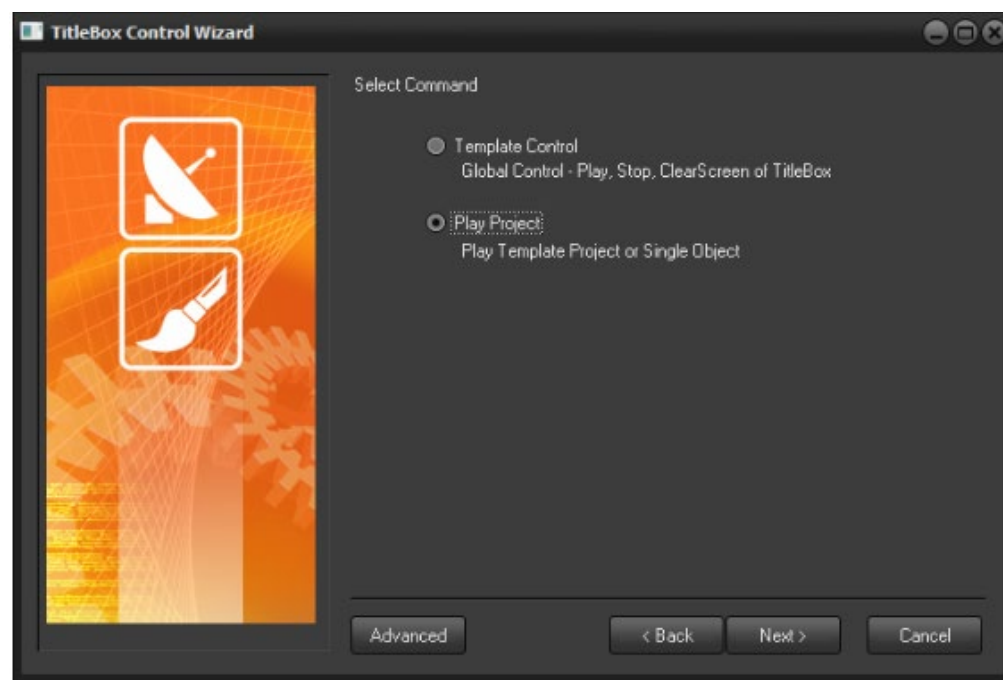 TitleBox Control Wizard
Select Command
Template Control
Global Control - Play, Stop, ClearScreen of TitleBox
Play Project
Play Template Project or Single Object
Advanced
< Back
Next >
Cancel